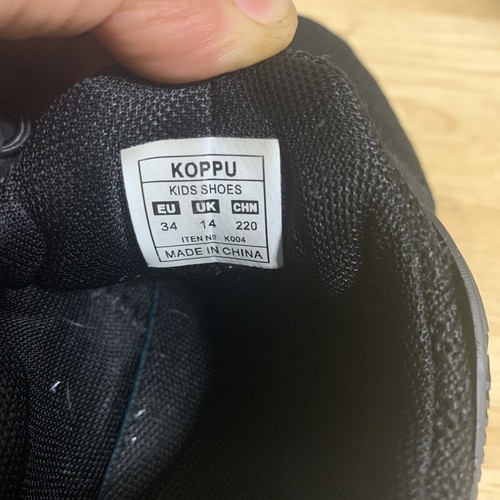 KOPPU
KIDS SHOES
EU UK CHN
34 14 220
ITEN Nº K004
MADE IN CHINA